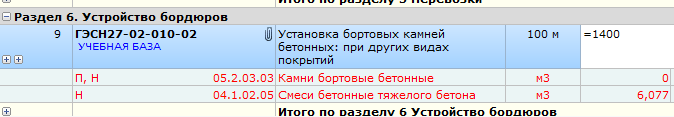 Итого по разделу 5 Перевозки
Раздел 6. Устройство бордюров
9 ГЭСН27-02-010-02 Установка бортовых камней 100 м =1400
УЧЕБНАЯ БАЗА бетонных: при других видах
покрытий
П, Н 05.2.03.03 Камни бортовые бетонные м3 0
Н 04.1.02.05 Смеси бетонные тяжелого бетона м3 6,077
Итого по разделу 6 Устройство бордюров